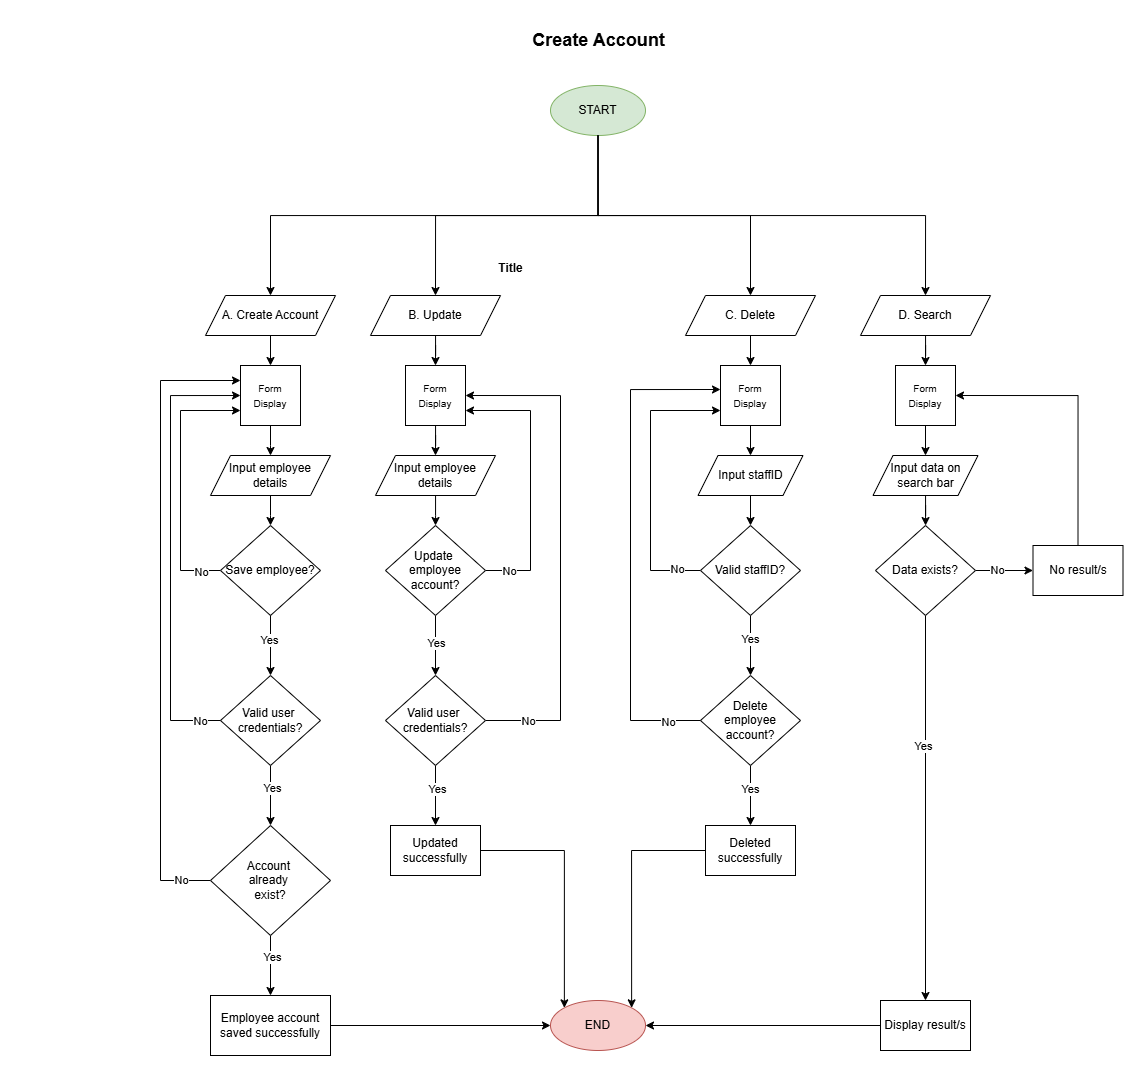 Create Account
START
Title
A. Create Account
B. Update
C. Delete
D. Search
Form
Display
Form
Display
Form
Display
Form
Display
Input employee
details
Input employee
details
Input staffID
Input data on
search bar
No
Save employee?
Update
employee
account?
No
No
Valid staffID?
Data exists?
No
No result/s
Yes
Yes
Yes
No
Valid user
credentials?
Valid user
credentials?
No
No
Delete
employee
account?
Yes
Yes
Yes
Yes
Updated
successfully
Deleted
successfully
No
Account
already
exist?
Yes
Employee account
saved successfully
END
Display result/s